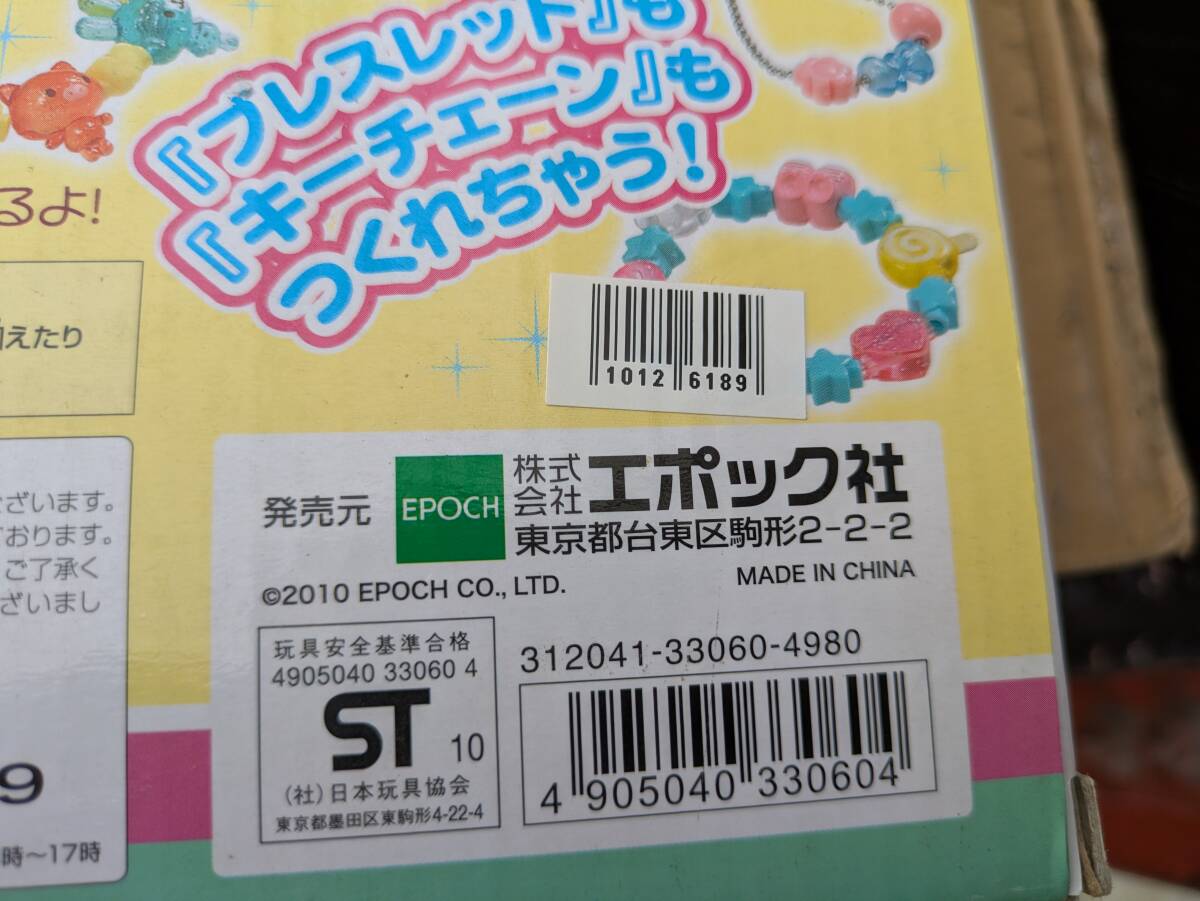 『ブレスレット』も
『キーチェーン』も
つくれちゃう!
るよ!
えたり
1012 6189
ございます。
ております。
ご了承く
ざいまし
9
時〜17時
発売元
EPOCH
株式会社 エポック社
東京都台東区駒形2-2-2
©2010 EPOCH CO., LTD.
MADE IN CHINA
玩具安全基準合格
4905040 33060 4
ST 10
(社)日本玩具協会
東京都墨田区東駒形4-22-4
312041-33060-4980
4 905040 330604